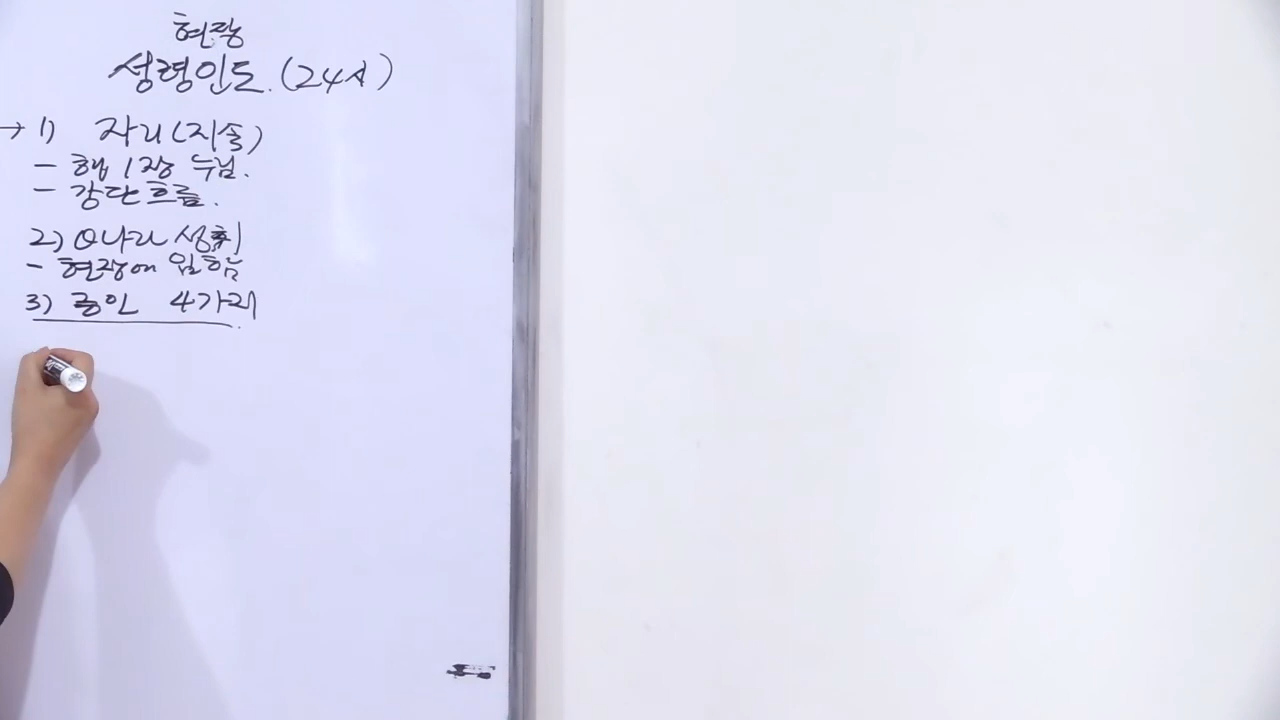 현장
성령인도. (24시)
→ 1) 자리(지속)
- 행 1장 누림.
- 강단 흐름.
2) 하나라 성취
- 현장에 임함
3) 증인 4가지